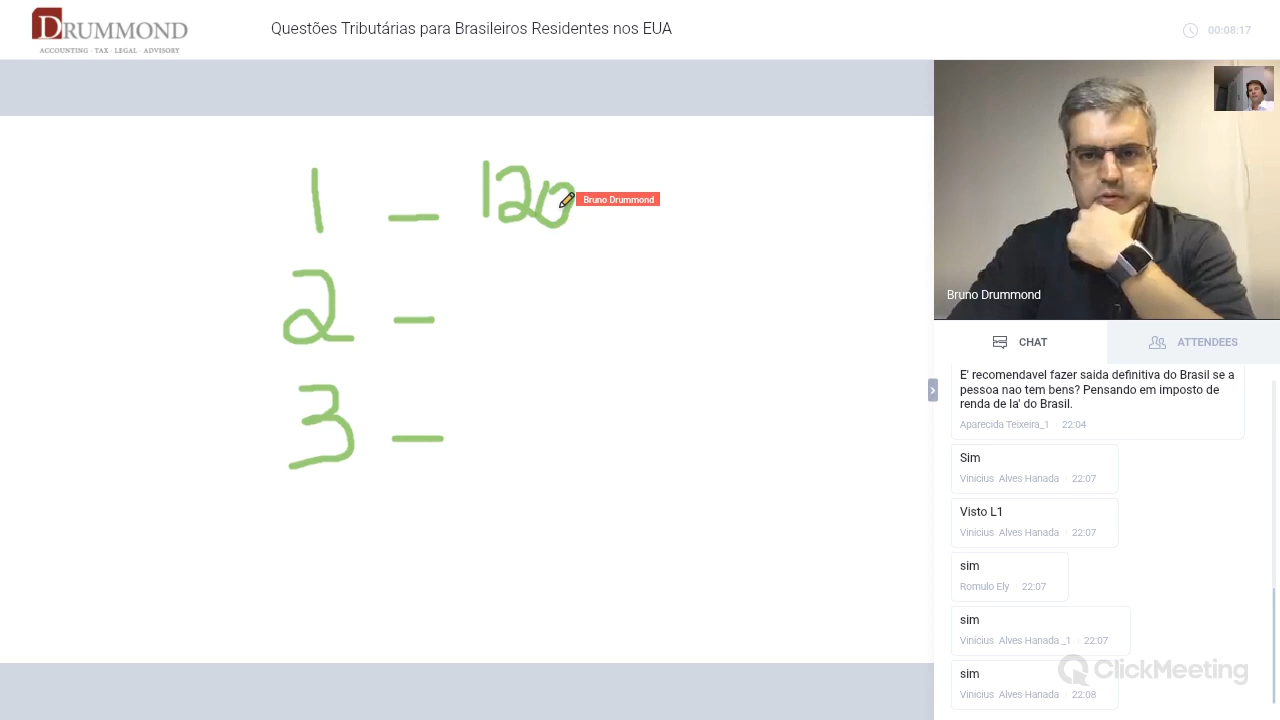 DRUMMOND
ACCOUNTING · TAX · LEGAL · ADVISORY
Questões Tributárias para Brasileiros Residentes nos EUA
00:08:17
1 - 120
Bruno Drummond
2 -
3 -
Bruno Drummond
CHAT
ATTENDEES
E' recomendavel fazer saida definitiva do Brasil se a
pessoa nao tem bens? Pensando em imposto de
renda de la' do Brasil.
Aparecida Teixeira_1 22:04
Sim
Vinicius Alves Hanada 22:07
Visto L1
Vinicius Alves Hanada 22:07
sim
Romulo Ely 22:07
sim
Vinicius Alves Hanada _1 22:07
sim
Vinicius Alves Hanada 22:08
ClickMeeting